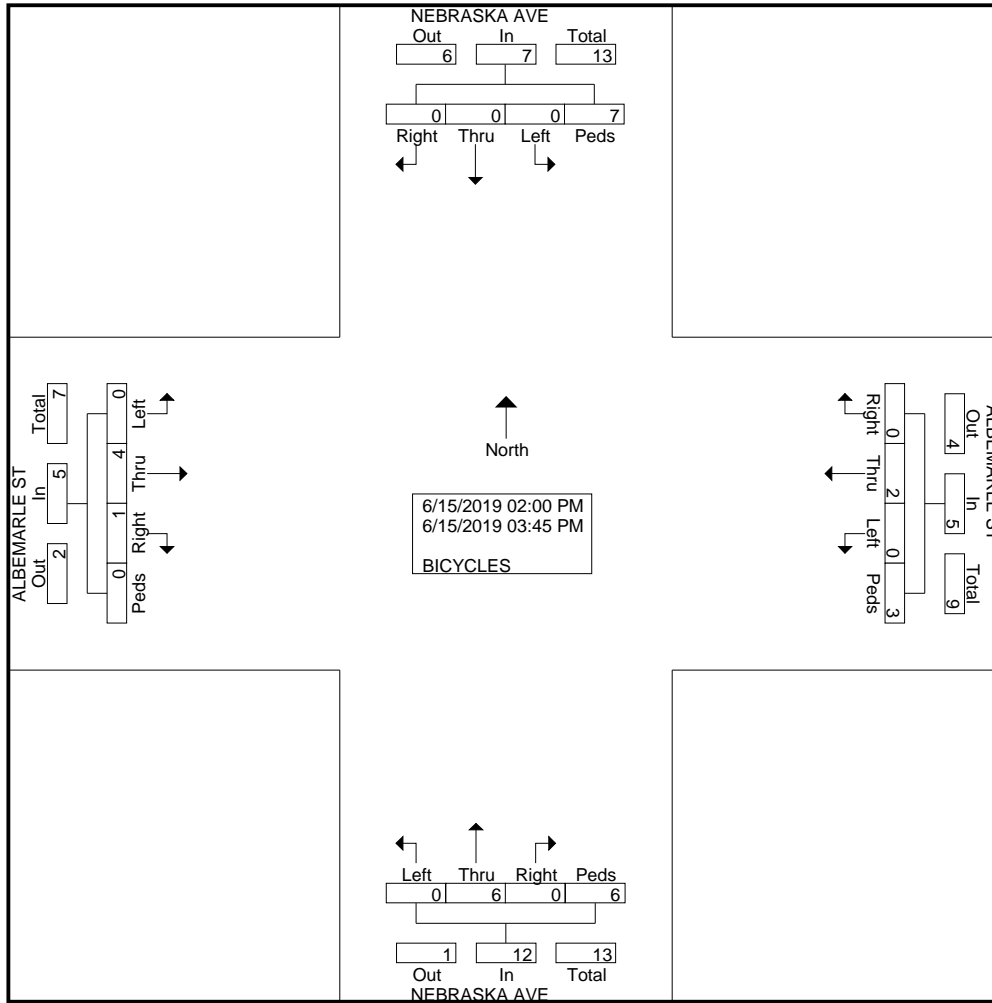 NEBRASKA AVE
Out In Total
6 7 13
0 0 0 7
Right Thru Left Peds
ALBEMARLE ST
Out In Total
2 5 7
0 4 1 0
Left Thru Right Peds
North
6/15/2019 02:00 PM
6/15/2019 03:45 PM
BICYCLES
ALBEMARLE ST
Out In Total
4 5 9
0 2 0 3
Right Thru Left Peds
Left Thru Right Peds
0 6 0 6
1 12 13
Out In Total
NEBRASKA AVE